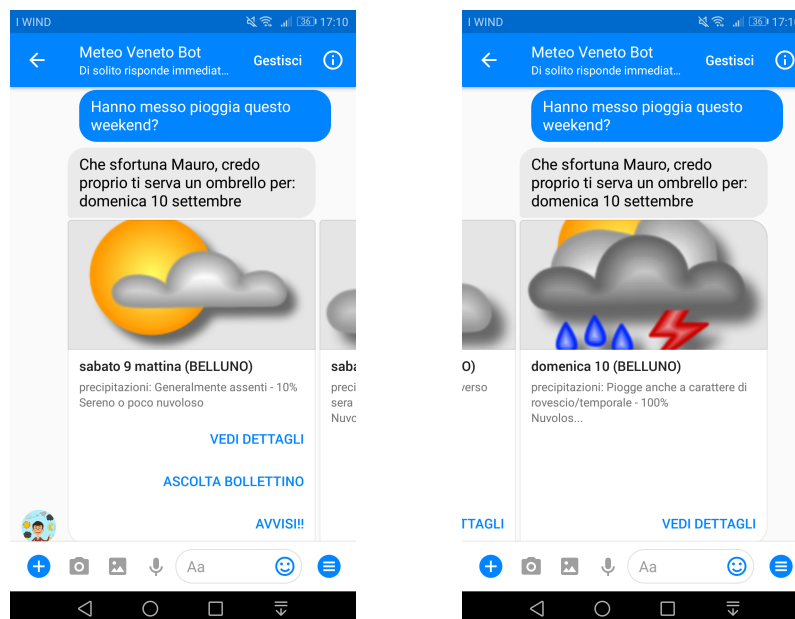 I WIND 36 17:10
Meteo Veneto Bot
Di solito risponde immediat...
Gestisci
Hanno messo pioggia questo
weekend?
Che sfortuna Mauro, credo
proprio ti serva un ombrello per:
domenica 10 settembre
sabato 9 mattina (BELLUNO)
precipitazioni: Generalmente assenti - 10%
Sereno o poco nuvoloso
VEDI DETTAGLI
ASCOLTA BOLLETTINO
AVVISI!!
saba
preci
sera
Nuvo
Aa
I WIND 36 17:10
Meteo Veneto Bot
Di solito risponde immediat...
Gestisci
Hanno messo pioggia questo
weekend?
Che sfortuna Mauro, credo
proprio ti serva un ombrello per:
domenica 10 settembre
O)
verso
TTAGLI
domenica 10 (BELLUNO)
precipitazioni: Piogge anche a carattere di
rovescio/temporale - 100%
Nuvolos...
VEDI DETTAGLI
Aa